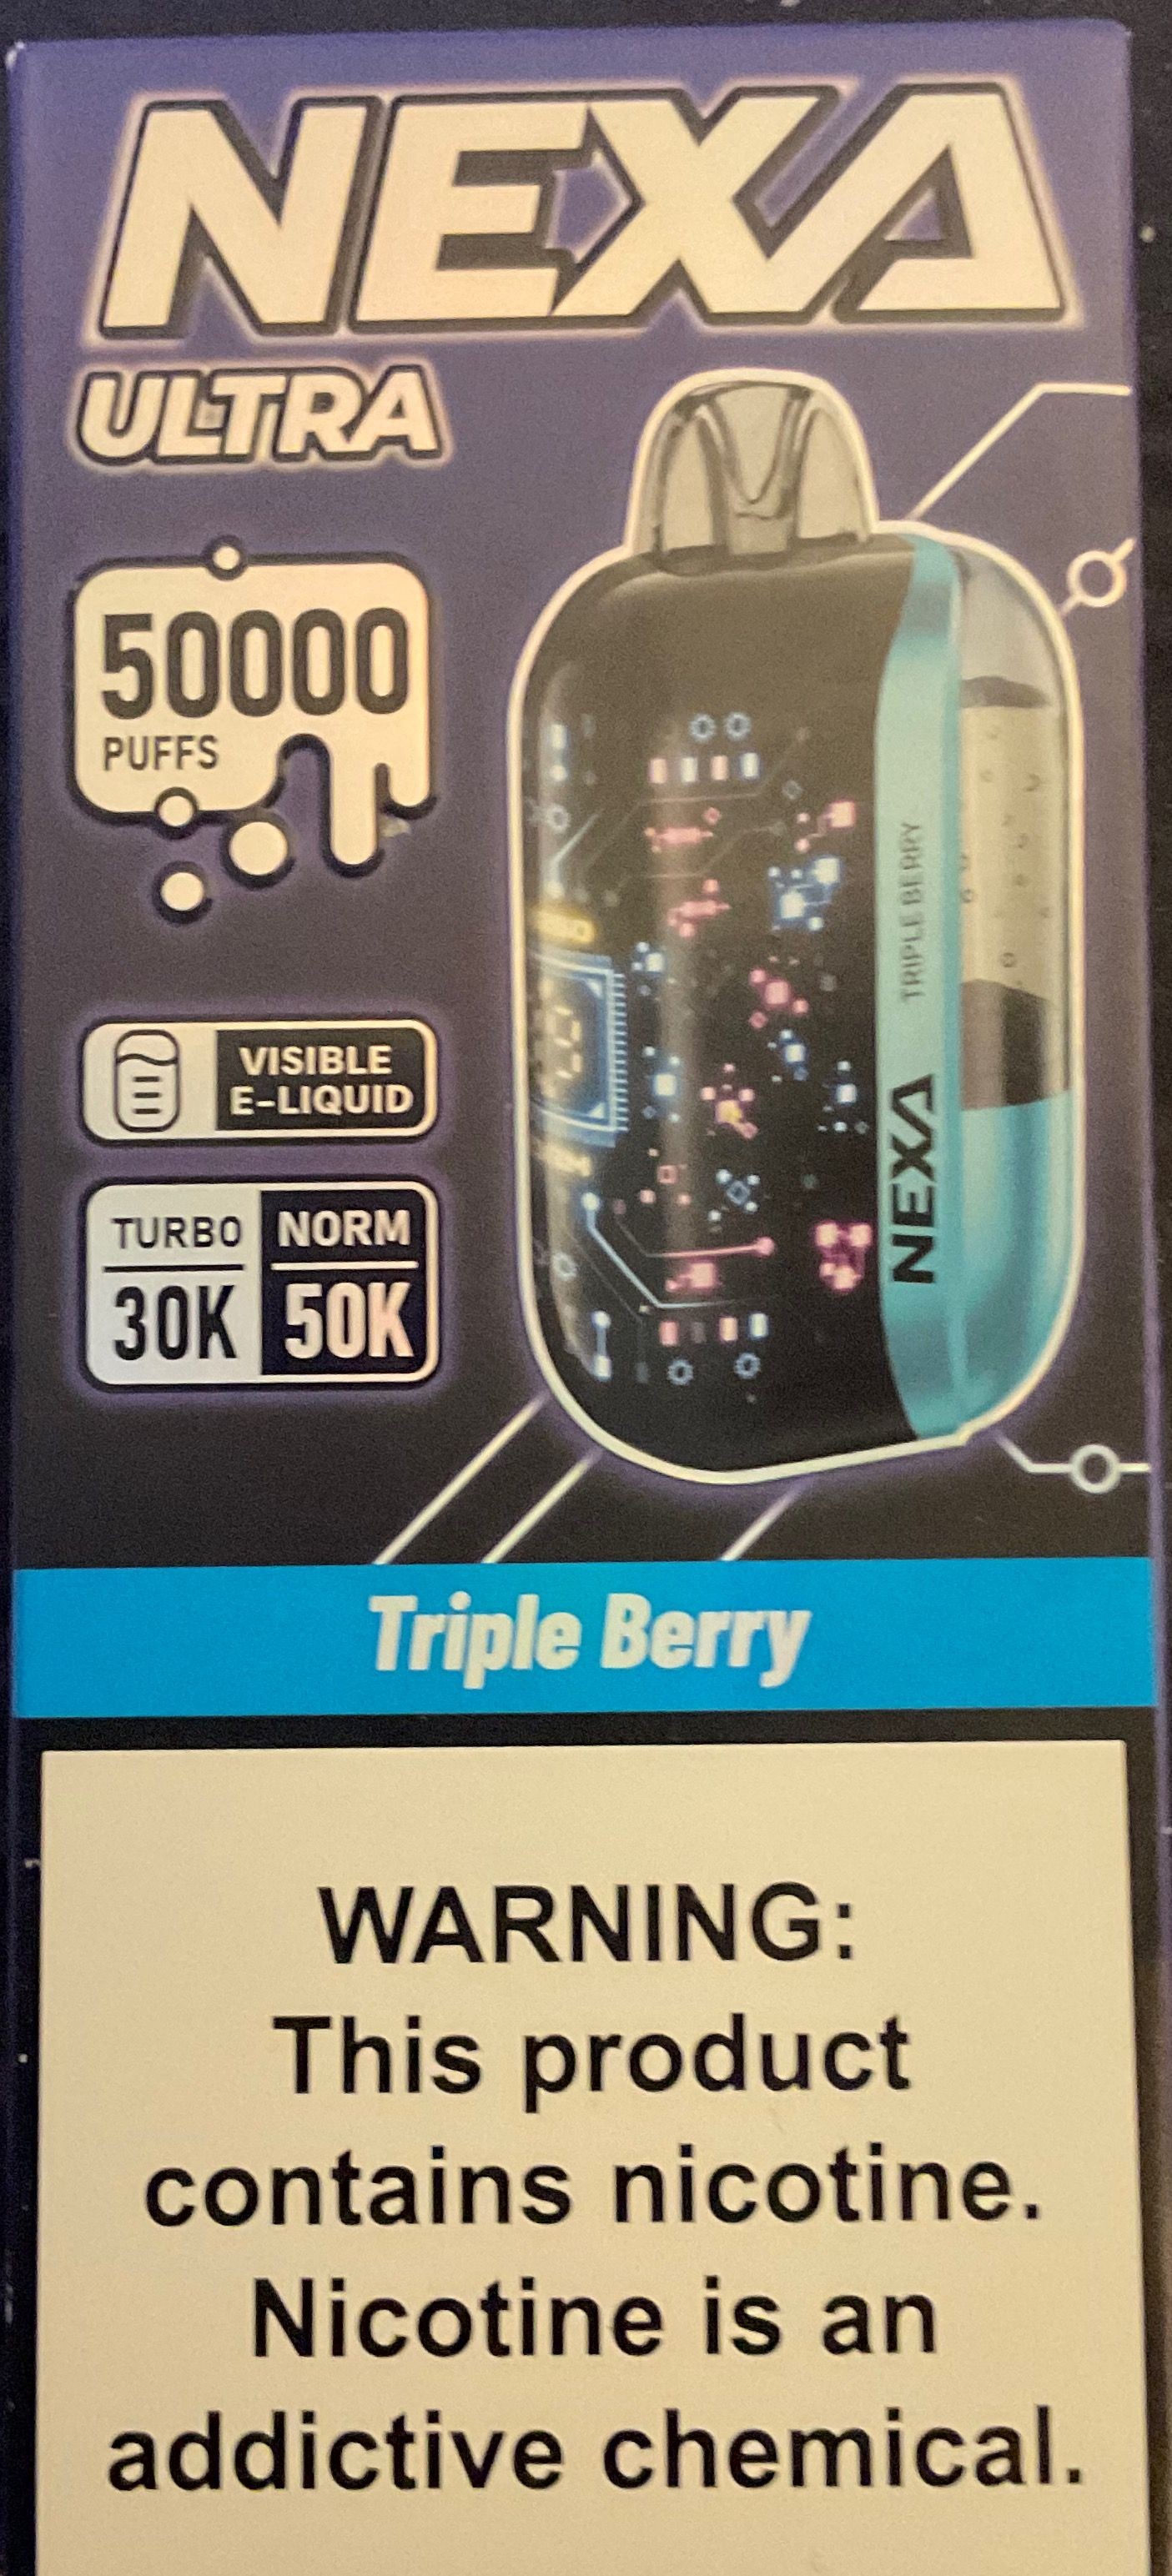 NEXA
ULTRA
50000
PUFFS
VISIBLE
E-LIQUID
TURBO
30K
NORM
50K
TRIPLE BERRY
NEXA
Triple Berry
WARNING:
This product
contains nicotine.
Nicotine is an
addictive chemical.